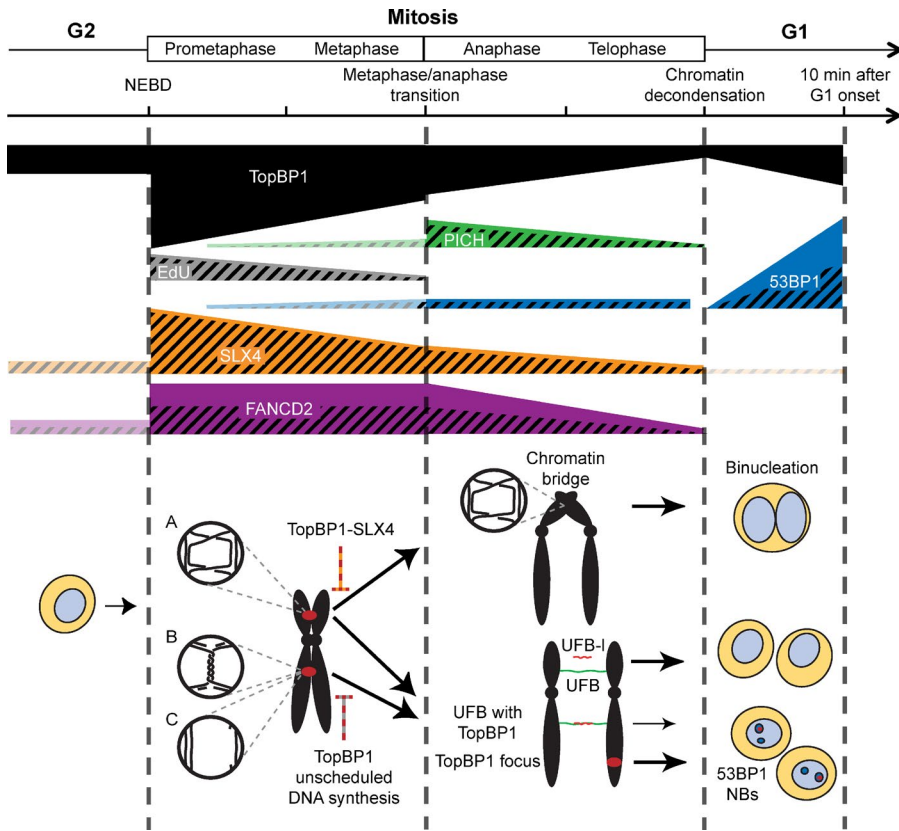 Mitosis
G2
G1
Prometaphase
Metaphase
Anaphase
Telophase
NEBD
Metaphase/anaphase
transition
Chromatin
decondensation
10 min after
G1 onset
TopBP1
PICH
EdU
53BP1
SLX4
FANCD2
Chromatin
bridge
Binucleation
A
TopBP1-SLX4
B
UFB-I
UFB
C
UFB with
TopBP1
TopBP1 focus
TopBP1
unscheduled
DNA synthesis
53BP1
NBs